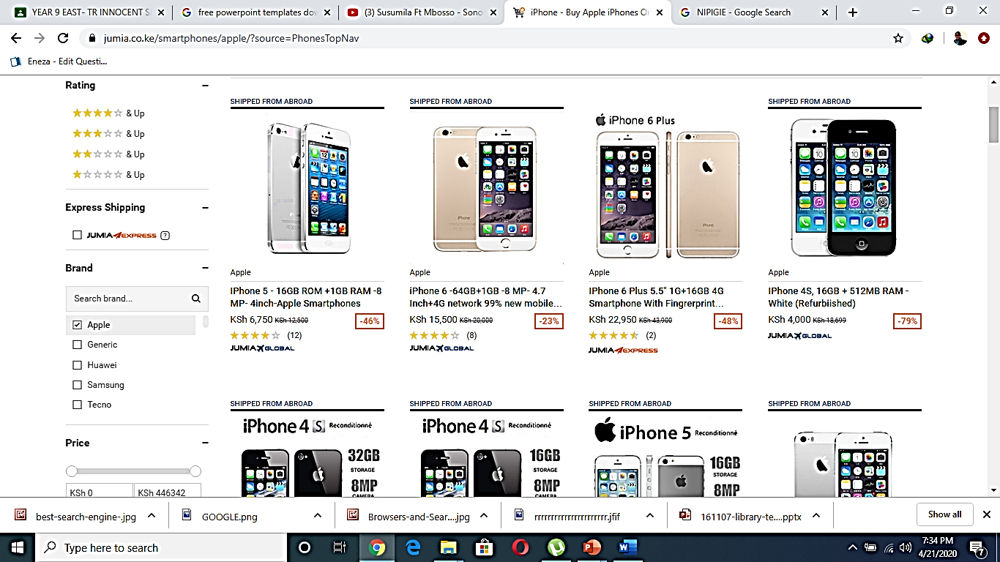 YEAR 9 EAST- TR INNOCENT S
free powerpoint templates do
(3) Susumila Ft Mbosso - Sono
iPhone - Buy Apple iPhones On
NIPIGIE - Google Search
jumia.co.ke/smartphones/apple/?source=PhonesTopNav
Eneza - Edit Questi...
Rating
& Up
& Up
& Up
& Up
Express Shipping
JUMIA EXPRESS ?
Brand
Search brand...
Apple
Generic
Huawei
Samsung
Tecno
Price
KSh 0 KSh 446342
SHIPPED FROM ABROAD
Apple
iPhone 5 - 16GB ROM +1GB RAM -8
MP- 4inch-Apple Smartphones
KSh 6,750 KSh 12,500 -46%
(12)
JUMIA GLOBAL
SHIPPED FROM ABROAD
iPhone
Apple
iPhone 6 -64GB+1GB -8 MP- 4.7
Inch+4G network 99% new mobile...
KSh 15,500 KSh 20,000 -23%
(8)
JUMIA GLOBAL
iPhone 6 Plus
iPhone
Apple
iPhone 6 Plus 5.5" 1G+16GB 4G
Smartphone With Fingrerprint...
KSh 22,950 KSh 43,900 -48%
(2)
JUMIA EXPRESS
SHIPPED FROM ABROAD
Apple
iPhone 4S, 16GB + 512MB RAM -
White (Refurbiished)
KSh 4,000 KSh 18,699 -79%
JUMIA GLOBAL
SHIPPED FROM ABROAD
iPhone 4 S Reconditionné
32GB
STORAGE
8MP
CAMERA
SHIPPED FROM ABROAD
iPhone 4 S Reconditionné
16GB
STORAGE
8MP
CAMERA
SHIPPED FROM ABROAD
iPhone 5 Reconditionné
16GB
STORAGE
8MP
SHIPPED FROM ABROAD
best-search-engine-.jpg
GOOGLE.png
Browsers-and-Sear....jpg
rrrrrrrrrrrrrrrrrrrrrr.jfif
161107-library-te....pptx
Show all
Type here to search
7:34 PM
4/21/2020
7